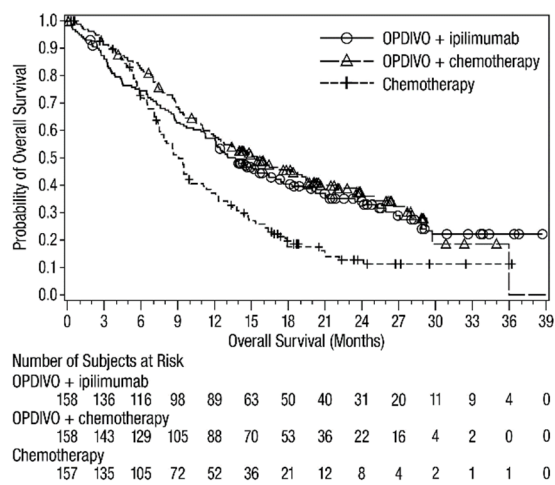 1.0
0.9
0.8
0.7
0.6
0.5
0.4
0.3
0.2
0.1
0.0
Probability of Overall Survival
OPDIVO + ipilimumab
OPDIVO + chemotherapy
Chemotherapy
0 3 6 9 12 15 18 21 24 27 30 33 36 39
Overall Survival (Months)
Number of Subjects at Risk
OPDIVO + ipilimumab
158 136 116 98 89 63 50 40 31 20 11 9 4 0
OPDIVO + chemotherapy
158 143 129 105 88 70 53 36 22 16 4 2 0 0
Chemotherapy
157 135 105 72 52 36 21 12 8 4 2 1 1 0